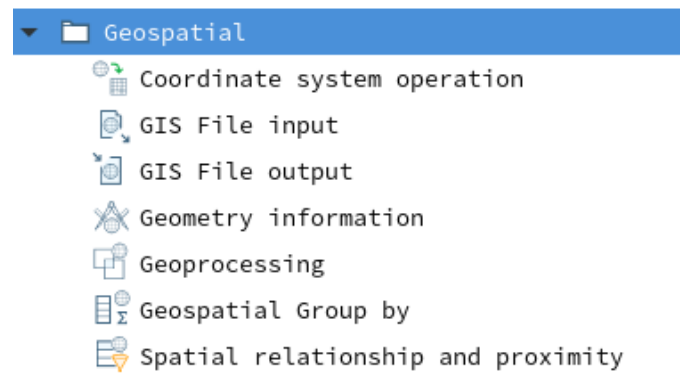 Geospatial
Coordinate system operation
GIS File input
GIS File output
Geometry information
Geoprocessing
Geospatial Group by
Spatial relationship and proximity